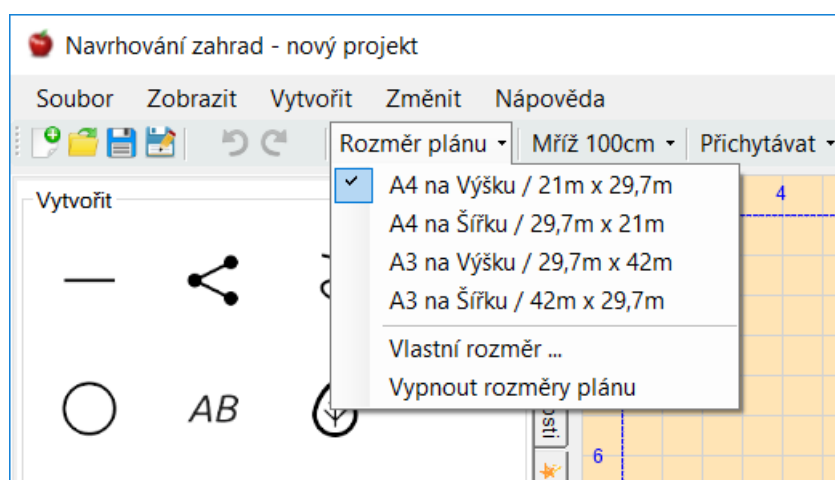 Navrhování zahrad - nový projekt
Soubor Zobrazit Vytvořit Změnit Nápověda
Rozměr plánu Mříž 100cm Přichytávat
A4 na Výšku / 21m x 29,7m
A4 na Šířku / 29,7m x 21m
A3 na Výšku / 29,7m x 42m
A3 na Šířku / 42m x 29,7m
Vlastní rozměr ...
Vypnout rozměry plánu
Vytvořit
AB
4
6